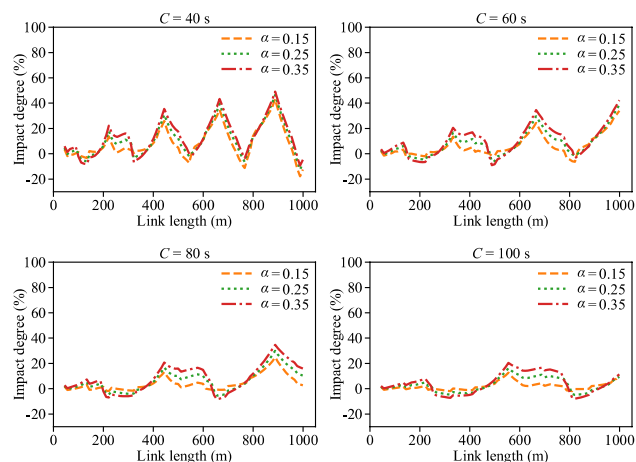 C = 40 s
Impact degree (%)
100
80
60
40
20
0
-20
α = 0.15
α = 0.25
α = 0.35
0 200 400 600 800 1000
Link length (m)
C = 60 s
Impact degree (%)
100
80
60
40
20
0
-20
α = 0.15
α = 0.25
α = 0.35
0 200 400 600 800 1000
Link length (m)
C = 80 s
Impact degree (%)
100
80
60
40
20
0
-20
α = 0.15
α = 0.25
α = 0.35
0 200 400 600 800 1000
Link length (m)
C = 100 s
Impact degree (%)
100
80
60
40
20
0
-20
α = 0.15
α = 0.25
α = 0.35
0 200 400 600 800 1000
Link length (m)